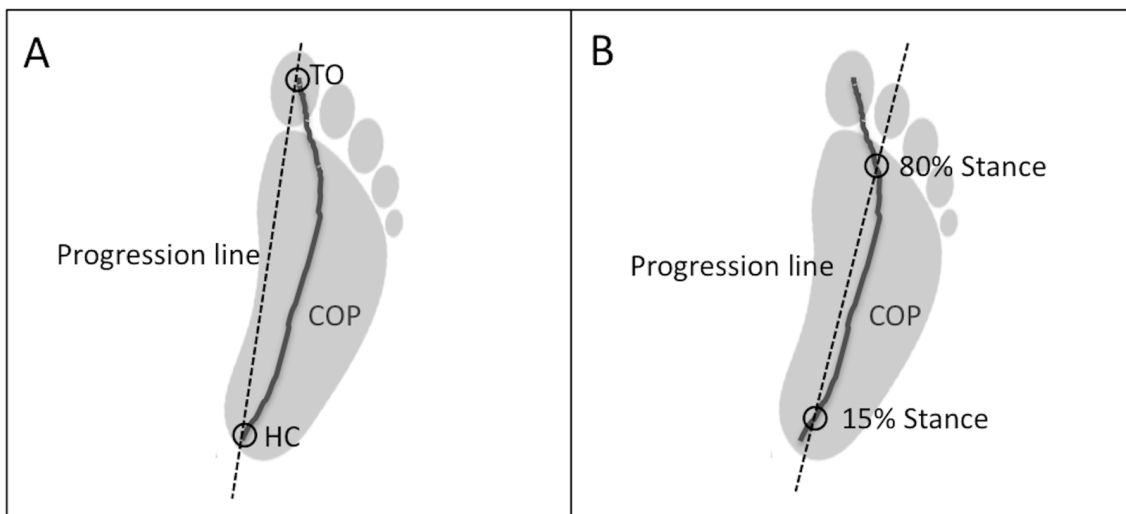 A
TO
Progression line
COP
HC
B
80% Stance
Progression line
COP
15% Stance